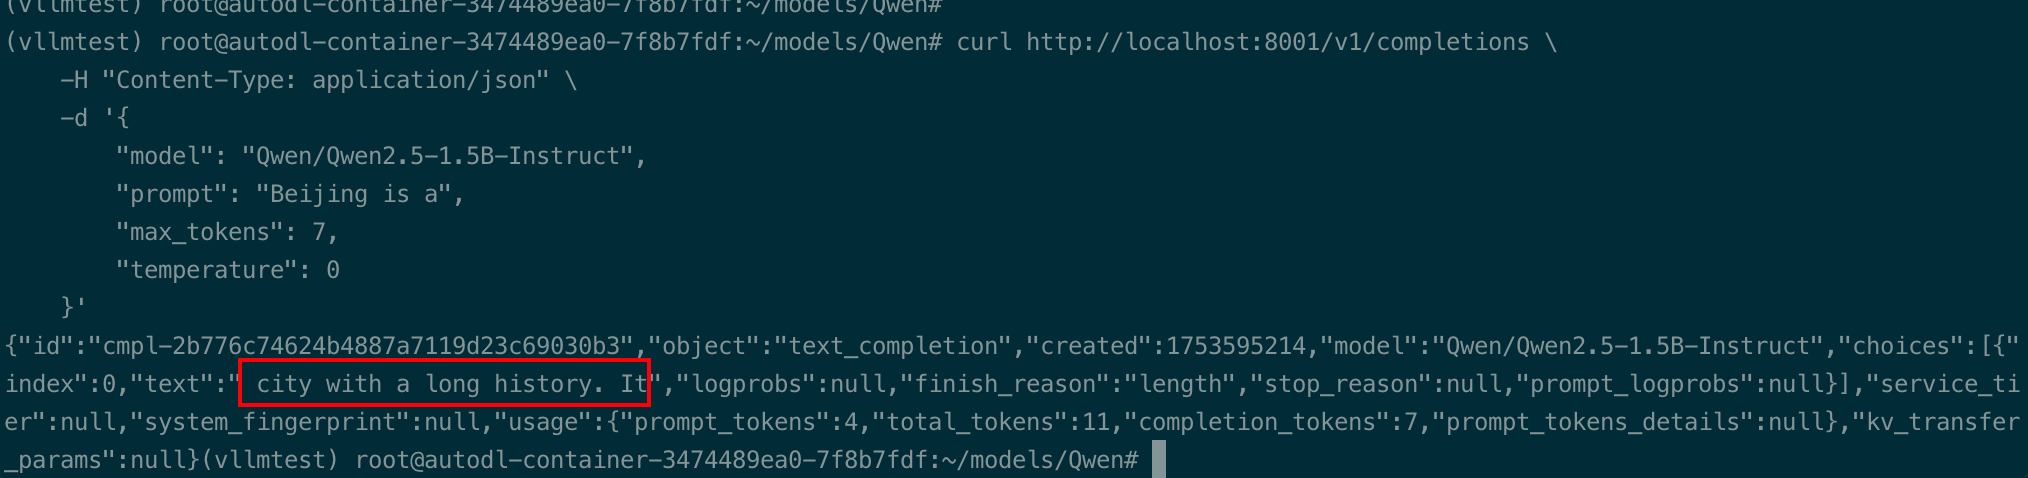 (vllmtest) root@autodl-container-3474489ea0-7f8b7fdf:~/models/Qwen#
(vllmtest) root@autodl-container-3474489ea0-7f8b7fdf:~/models/Qwen# curl http://localhost:8001/v1/completions \
    -H "Content-Type: application/json" \
    -d '{
        "model": "Qwen/Qwen2.5-1.5B-Instruct",
        "prompt": "Beijing is a",
        "max_tokens": 7,
        "temperature": 0
    }'
{"id":"cmpl-2b776c74624b4887a7119d23c69030b3","object":"text_completion","created":1753595214,"model":"Qwen/Qwen2.5-1.5B-Instruct","choices":[{"
index":0,"text":" city with a long history. It","logprobs":null,"finish_reason":"length","stop_reason":null,"prompt_logprobs":null}],"service_ti
er":null,"system_fingerprint":null,"usage":{"prompt_tokens":4,"total_tokens":11,"completion_tokens":7,"prompt_tokens_details":null},"kv_transfer
_params":null}(vllmtest) root@autodl-container-3474489ea0-7f8b7fdf:~/models/Qwen#